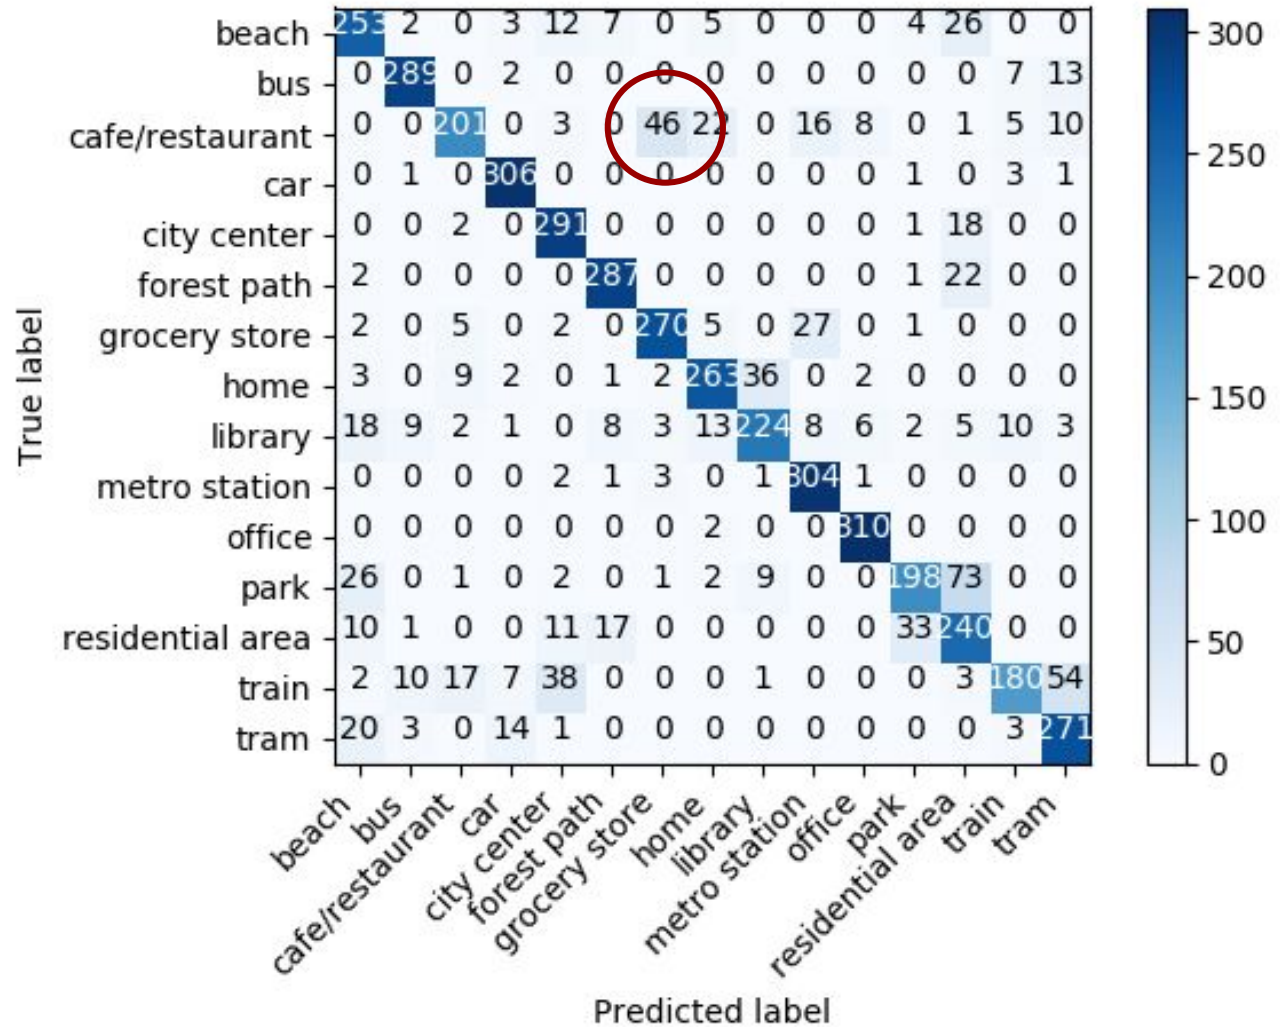 beach 253 2 0 3 12 7 0 5 0 0 0 4 26 0 0
bus 0 289 0 2 0 0 0 0 0 0 0 0 0 7 13
cafe/restaurant 0 0 201 0 3 0 46 22 0 16 8 0 1 5 10
car 0 1 0 306 0 0 0 0 0 0 0 1 0 3 1
city center 0 0 2 0 291 0 0 0 0 0 0 1 18 0 0
forest path 2 0 0 0 0 287 0 0 0 0 0 1 22 0 0
grocery store 2 0 5 0 2 0 270 5 0 27 0 1 0 0 0
home 3 0 9 2 0 1 2 263 36 0 2 0 0 0 0
library 18 9 2 1 0 8 3 13 224 8 6 2 5 10 3
metro station 0 0 0 0 2 1 3 0 1 304 1 0 0 0 0
office 0 0 0 0 0 0 0 2 0 0 310 0 0 0 0
park 26 0 1 0 2 0 1 2 9 0 0 198 73 0 0
residential area 10 1 0 0 11 17 0 0 0 0 0 33 240 0 0
train 2 10 17 7 38 0 0 0 1 0 0 0 3 180 54
tram 20 3 0 14 1 0 0 0 0 0 0 0 0 3 271
True label
beach
bus
cafe/restaurant
car
city center
forest path
grocery store
home
library
metro station
office
park
residential area
train
tram
Predicted label
300
250
200
150
100
50
0